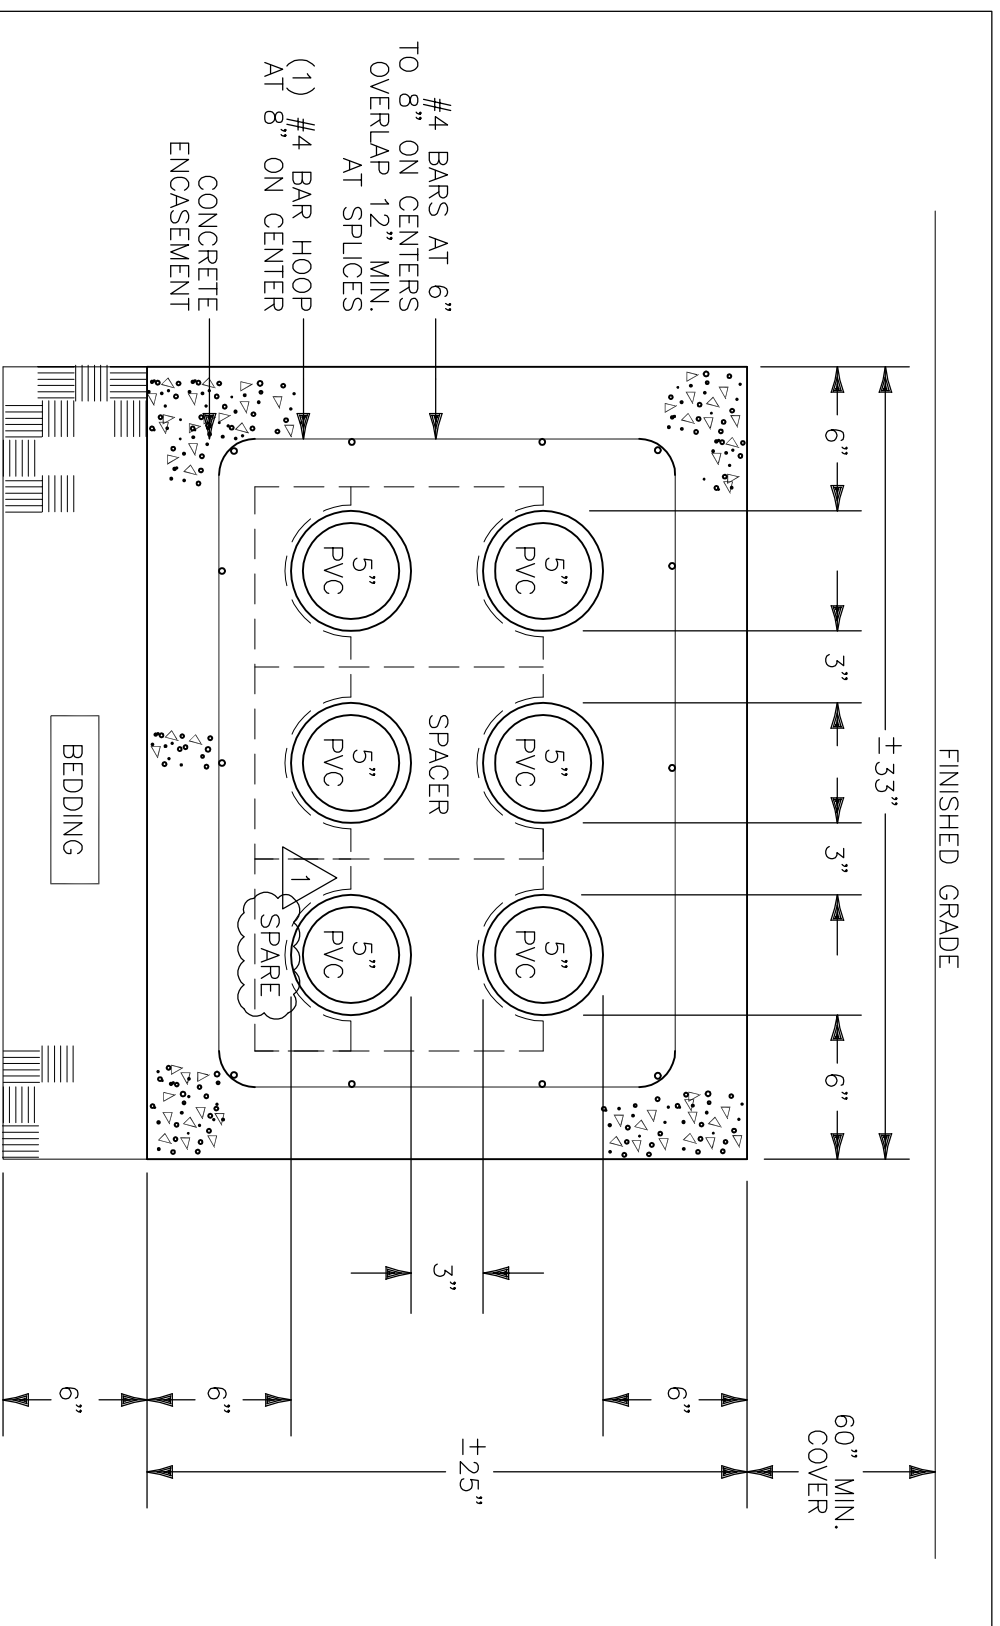 FINISHED GRADE
±33"
6"
3"
3"
6"
60" MIN.
COVER
#4 BARS AT 6"
TO 8" ON CENTERS
OVERLAP 12" MIN.
AT SPLICES
(1) #4 BAR HOOP
AT 8" ON CENTER
CONCRETE
ENCASEMENT
5"
PVC
5"
PVC
5"
PVC
SPACER
5"
PVC
5"
PVC
5"
PVC
1
SPARE
3"
6"
±25"
6"
6"
BEDDING